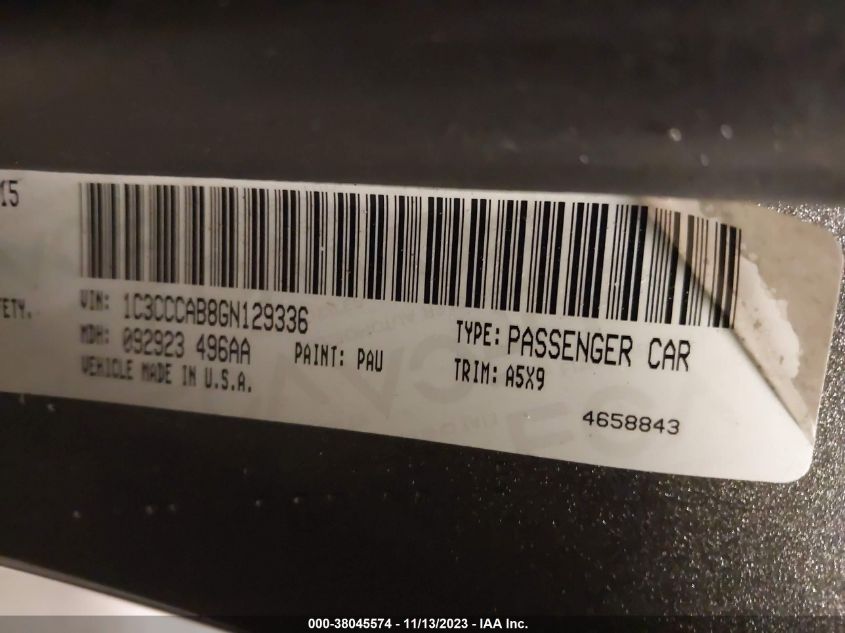 15
FETY.
VIN: 1C3CCCAB8GN129336
TYPE: PASSENGER CAR
MDH: 092923 496AA
PAINT: PAU
TRIM: A5X9
VEHICLE MADE IN U.S.A.
4658843
000-38045574 - 11/13/2023 - IAA Inc.